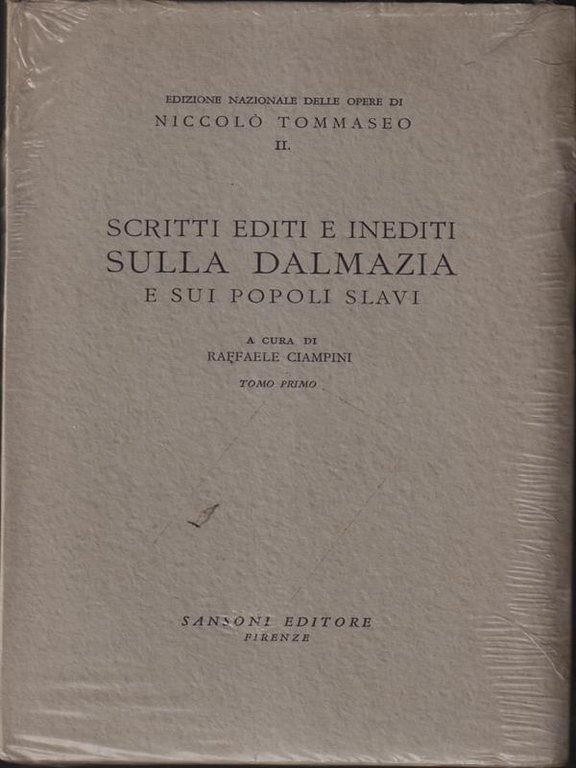 EDIZIONE NAZIONALE DELLE OPERE DI
NICCOLÒ TOMMASEO
II.
SCRITTI EDITI E INEDITI
SULLA DALMAZIA
E SUI POPOLI SLAVI
A CURA DI
RAFFAELE CIAMPINI
TOMO PRIMO
SANSONI EDITORE
FIRENZE